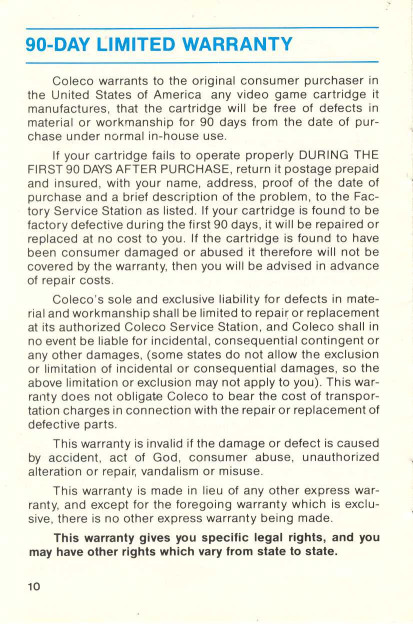 90-DAY LIMITED WARRANTY
Coleco warrants to the original consumer purchaser in
the United States of America any video game cartridge it
manufactures, that the cartridge will be free of defects in
material or workmanship for 90 days from the date of pur-
chase under normal in-house use.
If your cartridge fails to operate properly DURING THE
FIRST 90 DAYS AFTER PURCHASE, return it postage prepaid
and insured, with your name, address, proof of the date of
purchase and a brief description of the problem, to the Fac-
tory Service Station as listed. If your cartridge is found to be
factory defective during the first 90 days, it will be repaired or
replaced at no cost to you. If the cartridge is found to have
been consumer damaged or abused it therefore will not be
covered by the warranty, then you will be advised in advance
of repair costs.
Coleco's sole and exclusive liability for defects in mate-
rial and workmanship shall be limited to repair or replacement
at its authorized Coleco Service Station, and Coleco shall in
no event be liable for incidental, consequential contingent or
any other damages, (some states do not allow the exclusion
or limitation of incidental or consequential damages, so the
above limitation or exclusion may not apply to you). This war-
ranty does not obligate Coleco to bear the cost of transpor-
tation charges in connection with the repair or replacement of
defective parts.
This warranty is invalid if the damage or defect is caused
by accident, act of God, consumer abuse, unauthorized
alteration or repair, vandalism or misuse.
This warranty is made in lieu of any other express war-
ranty, and except for the foregoing warranty which is exclu-
sive, there is no other express warranty being made.
This warranty gives you specific legal rights, and you
may have other rights which vary from state to state.
10